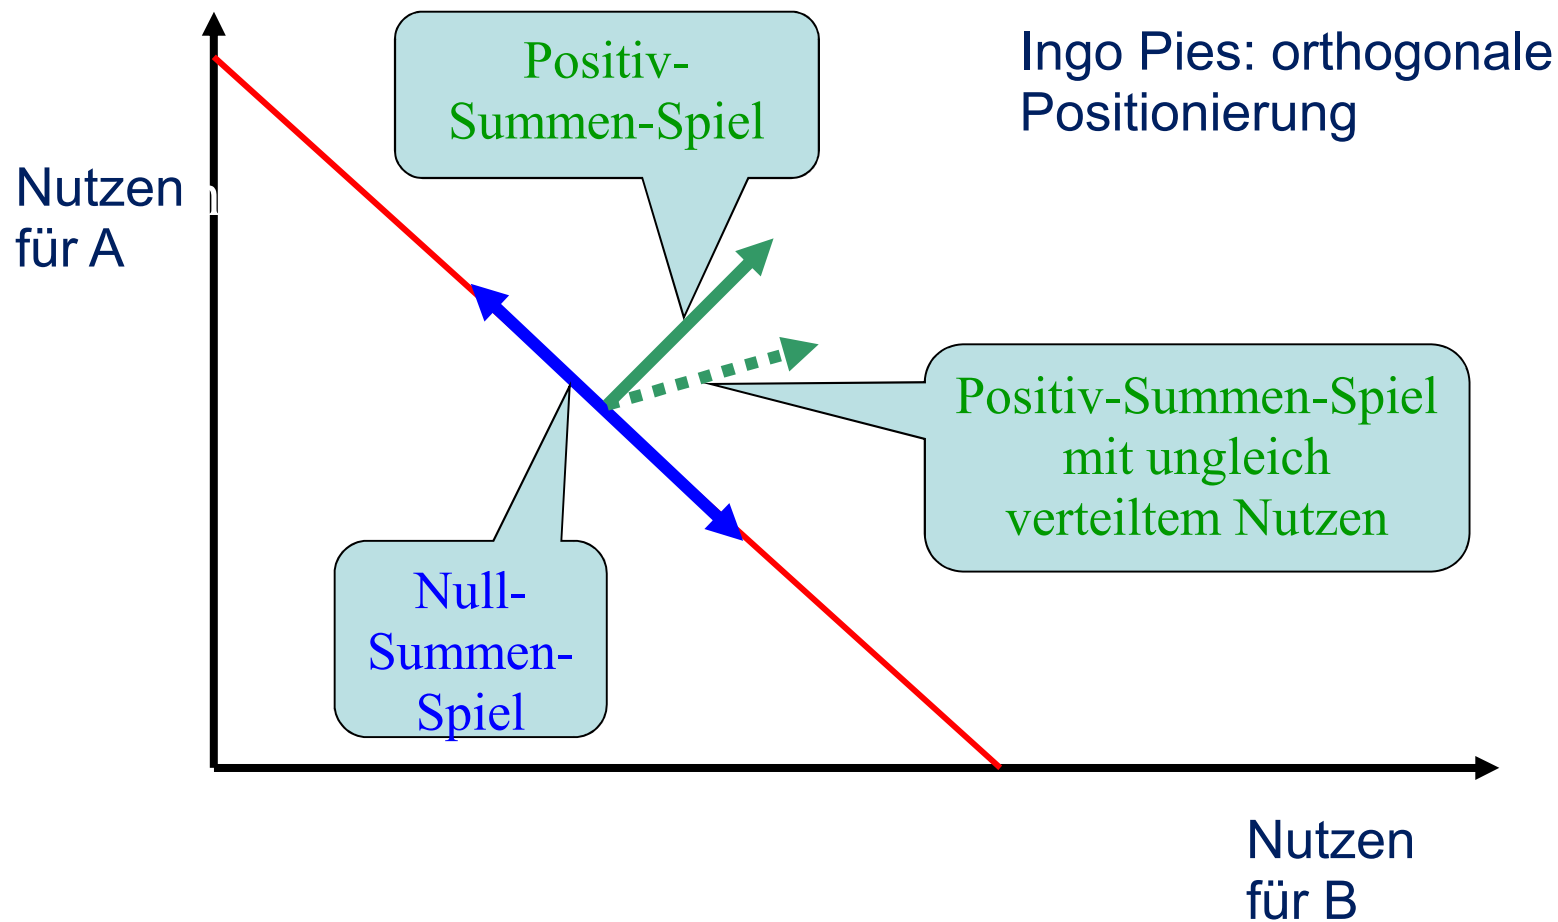 Ingo Pies: orthogonale
Positionierung
Positiv-
Summen-Spiel
Nutzen
für A
Positiv-Summen-Spiel
mit ungleich
verteiltem Nutzen
Null-
Summen-
Spiel
Nutzen
für B